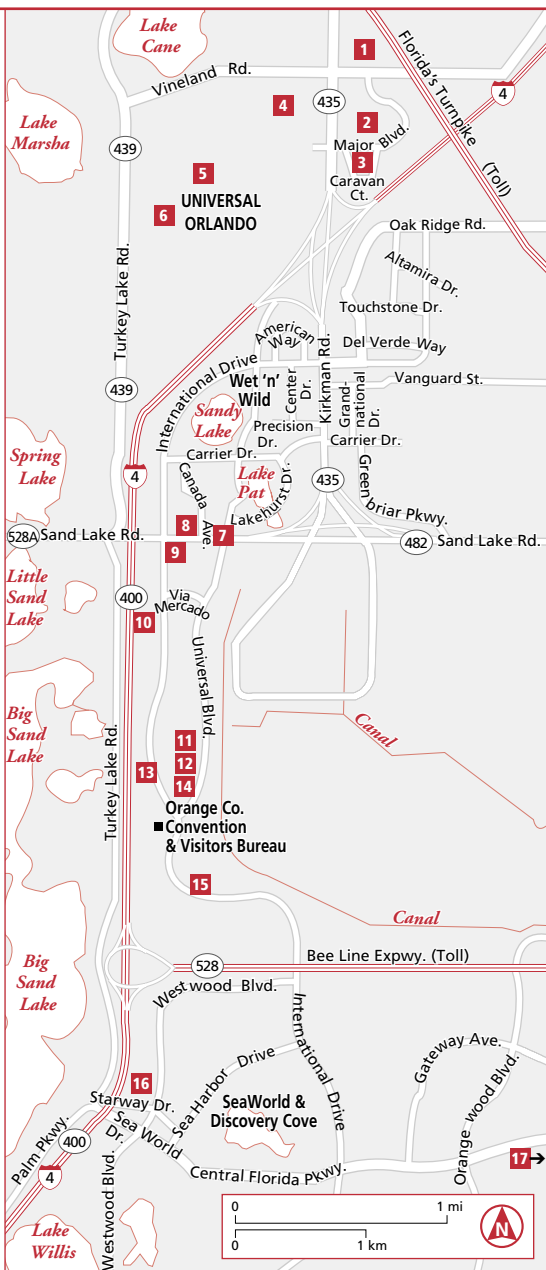 Lake
Cane
1
Florida's Turnpike
(Toll)
Vineland Rd.
4
435
4
Lake
Marsha
2
439
Major Blvd.
3
5
Caravan
Ct.
UNIVERSAL
ORLANDO
6
Oak Ridge Rd.
Turkey Lake Rd.
Altamira Dr.
Touchstone Dr.
American
Way
Kirkman Rd.
Del Verde Way
International Drive
Wet 'n'
Wild
Center
Dr.
Grand-
national
Dr.
Vanguard St.
439
Sandy
Lake
Precision
Dr.
Carrier Dr.
Carrier Dr.
Spring
Lake
4
Canada
Ave.
Lake
Pat
Lakehurst Dr.
435
Green briar Pkwy.
8
7
528A
Sand Lake Rd.
482
Sand Lake Rd.
9
Little
Sand
Lake
400
Via
Mercado
10
Universal Blvd.
Big
Sand
Lake
Canal
Turkey Lake Rd.
11
12
13
14
Orange Co.
Convention
& Visitors Bureau
15
Canal
Big
Sand
Lake
528
Bee Line Expwy. (Toll)
West wood Blvd.
International Drive
Sea Harbor Drive
Gateway Ave.
Orange wood Blvd.
16
Starway Dr.
SeaWorld &
Discovery Cove
Palm Pkwy.
400
Sea World
Dr.
17
Central Florida Pkwy.
4
Westwood Blvd.
Lake
Willis
0
1 mi
0
1 km
N